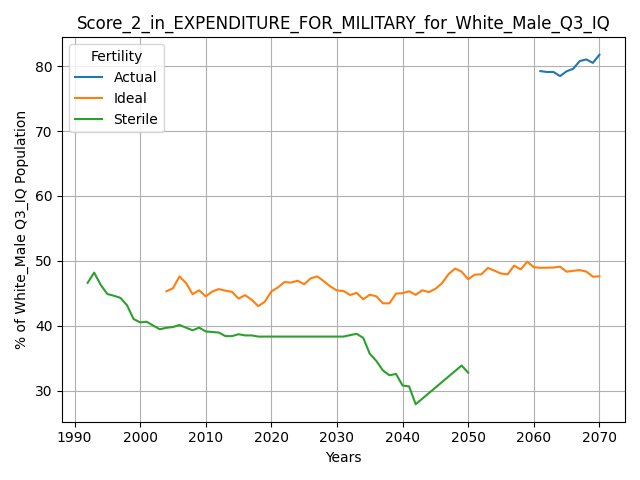 Score_2_in_EXPENDITURE_FOR_MILITARY_for_White_Male_Q3_IQ
Fertility
Actual
Ideal
Sterile
% of White_Male Q3_IQ Population
80
70
60
50
40
30
1990 2000 2010 2020 2030 2040 2050 2060 2070
Years